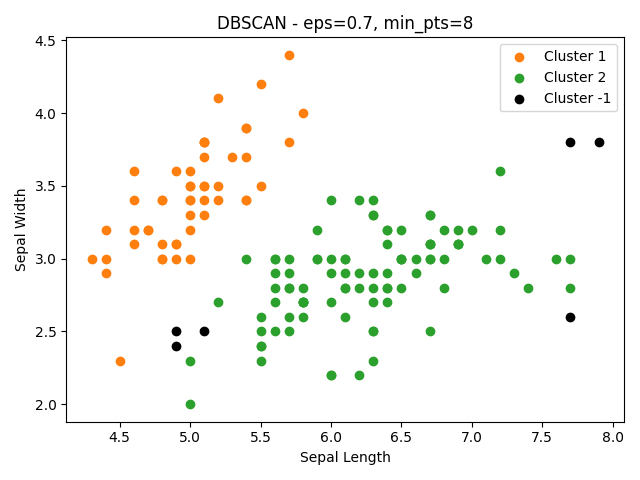 DBSCAN - eps=0.7, min_pts=8
Cluster 1
Cluster 2
Cluster -1
Sepal Width
4.5
4.0
3.5
3.0
2.5
2.0
4.5 5.0 5.5 6.0 6.5 7.0 7.5 8.0
Sepal Length